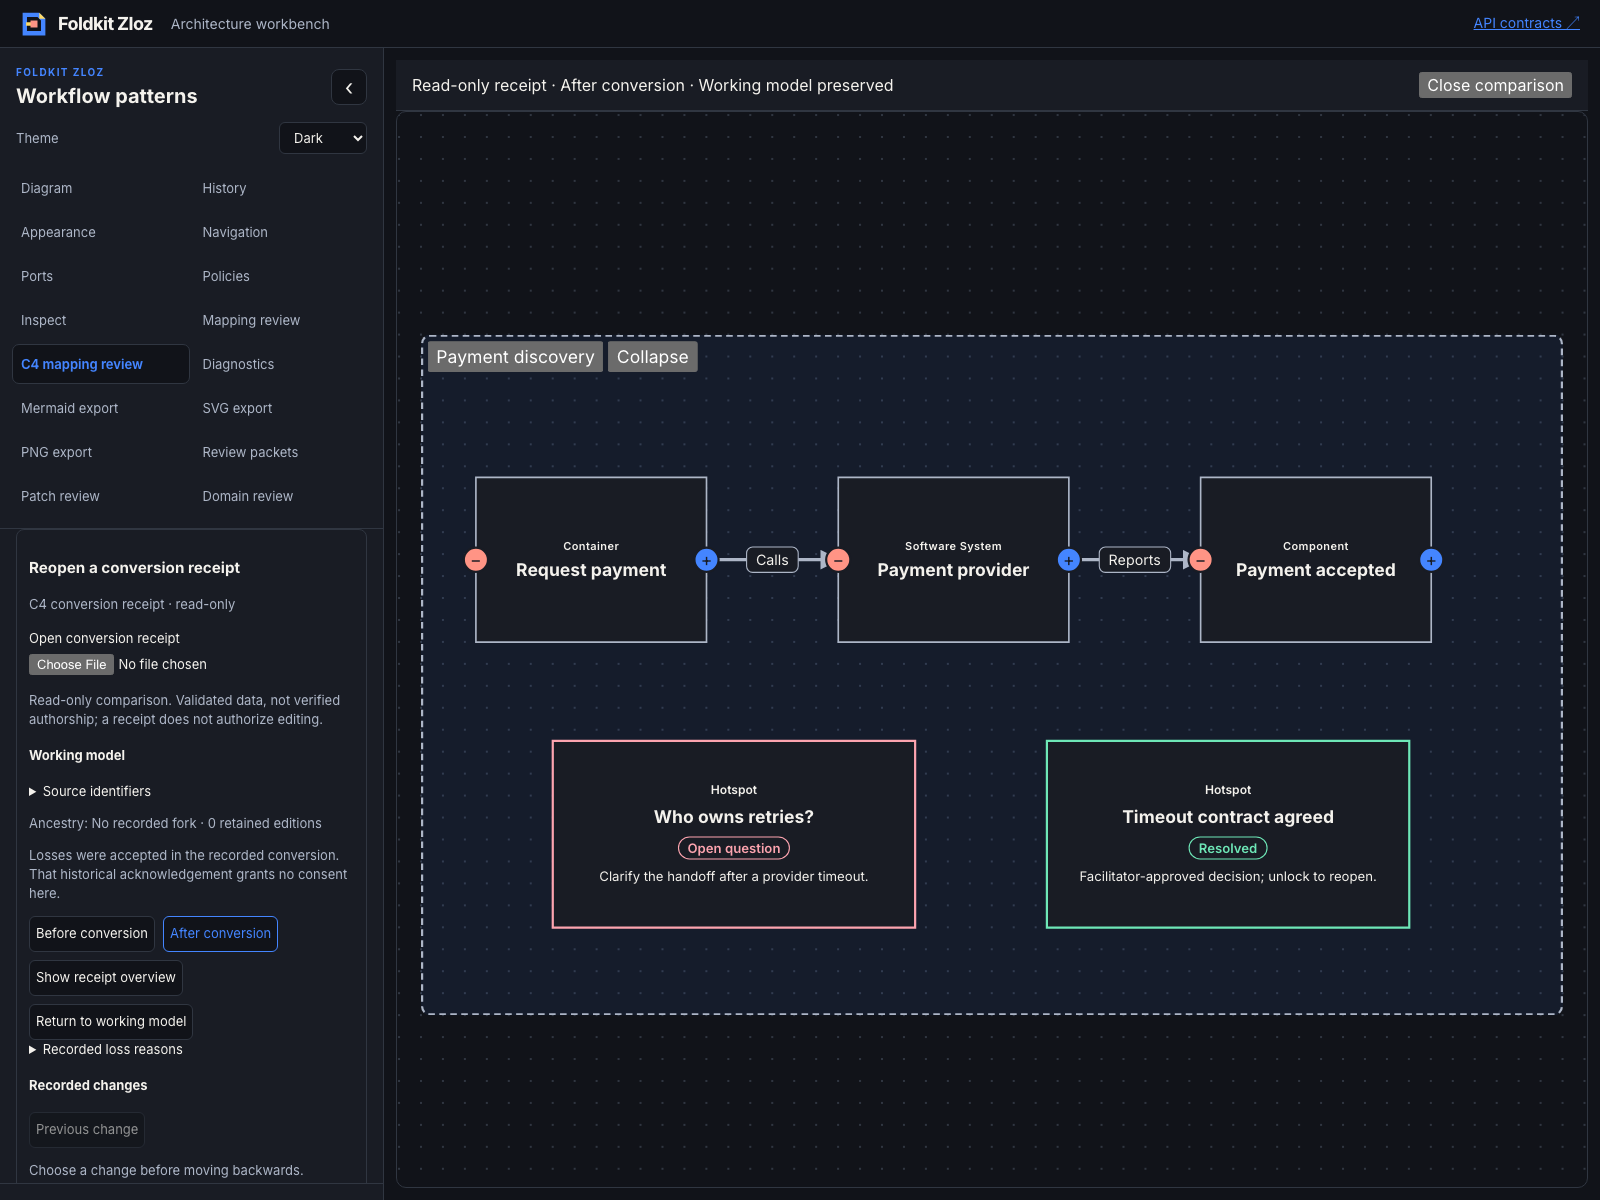 Foldkit Zloz
Architecture workbench
API contracts ↗
FOLDKIT ZLOZ
Workflow patterns
Theme
Dark
Diagram
History
Appearance
Navigation
Ports
Policies
Inspect
Mapping review
C4 mapping review
Diagnostics
Mermaid export
SVG export
PNG export
Review packets
Patch review
Domain review
Reopen a conversion receipt
C4 conversion receipt · read-only
Open conversion receipt
Choose File No file chosen
Read-only comparison. Validated data, not verified
authorship; a receipt does not authorize editing.
Working model
Source identifiers
Ancestry: No recorded fork · 0 retained editions
Losses were accepted in the recorded conversion.
That historical acknowledgement grants no consent
here.
Before conversion
After conversion
Show receipt overview
Return to working model
Recorded loss reasons
Recorded changes
Previous change
Choose a change before moving backwards.
Read-only receipt · After conversion · Working model preserved
Close comparison
Payment discovery
Collapse
Container
Request payment
Calls
Software System
Payment provider
Reports
Component
Payment accepted
Hotspot
Who owns retries?
Open question
Clarify the handoff after a provider timeout.
Hotspot
Timeout contract agreed
Resolved
Facilitator-approved decision; unlock to reopen.